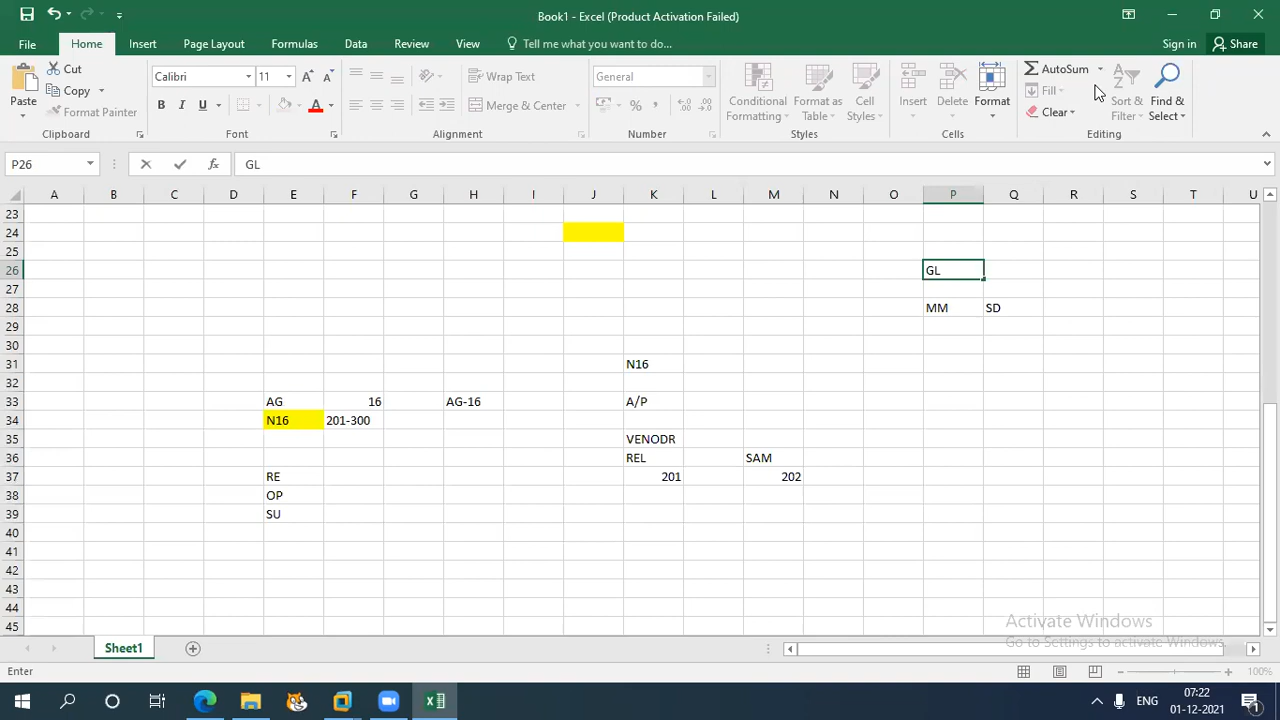 Book1 - Excel (Product Activation Failed)
File Home Insert Page Layout Formulas Data Review View Tell me what you want to do... Sign in Share
Cut
Copy
Format Painter
Paste
Clipboard
Calibri 11
B I U
Font
Wrap Text
Merge & Center
Alignment
General
%
Number
Conditional Formatting
Format as Table
Cell Styles
Styles
Insert Delete Format
Cells
AutoSum
Fill
Clear
Sort & Filter
Find & Select
Editing
P26 fx GL
A B C D E F G H I J K L M N O P Q R S T U
23
24
25
26 GL
27
28 MM SD
29
30
31 N16
32
33 AG 16 AG-16 A/P
34 N16 201-300
35 VENODR
36 REL SAM
37 RE 201 202
38 OP
39 SU
40
41
42
43
44
45
Activate Windows
Go to Settings to activate Windows.
Sheet1
Enter 100%
ENG 07:22
01-12-2021
1